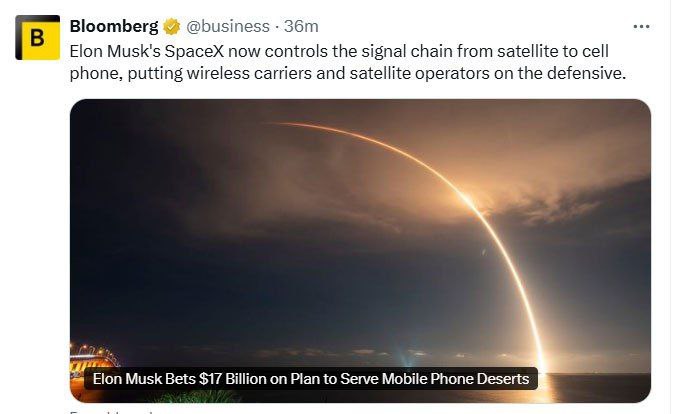 B
Bloomberg @business · 36m
Elon Musk's SpaceX now controls the signal chain from satellite to cell
phone, putting wireless carriers and satellite operators on the defensive.
Elon Musk Bets $17 Billion on Plan to Serve Mobile Phone Deserts